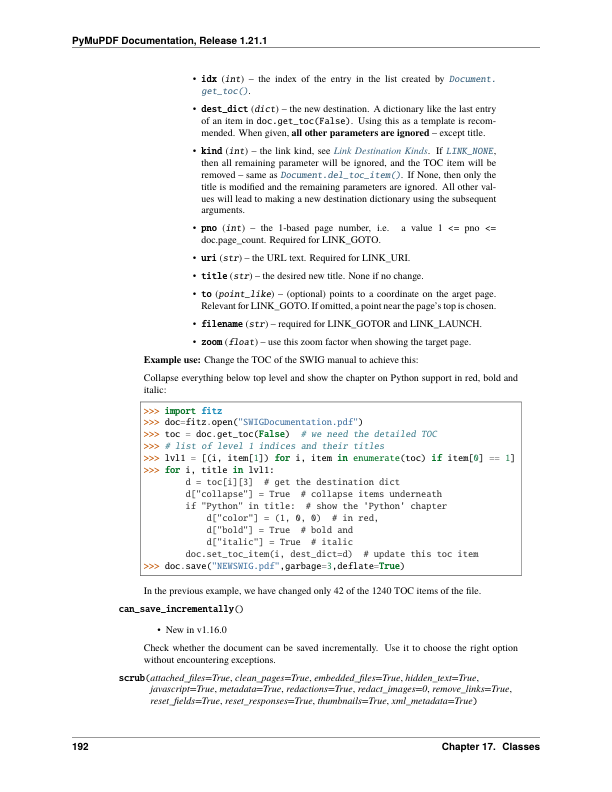 PyMuPDF Documentation, Release 1.21.1
• idx (int) – the index of the entry in the list created by Document.
get_toc().
• dest_dict (dict) – the new destination. A dictionary like the last entry
of an item in doc.get_toc(False). Using this as a template is recom-
mended. When given, all other parameters are ignored – except title.
• kind (int) – the link kind, see Link Destination Kinds. If LINK_NONE,
then all remaining parameter will be ignored, and the TOC item will be
removed – same as Document.del_toc_item(). If None, then only the
title is modified and the remaining parameters are ignored. All other val-
ues will lead to making a new destination dictionary using the subsequent
arguments.
• pno (int) – the 1-based page number, i.e. a value 1 <= pno <=
doc.page_count. Required for LINK_GOTO.
• uri (str) – the URL text. Required for LINK_URI.
• title (str) – the desired new title. None if no change.
• to (point_like) – (optional) points to a coordinate on the arget page.
Relevant for LINK_GOTO. If omitted, a point near the page's top is chosen.
• filename (str) – required for LINK_GOTOR and LINK_LAUNCH.
• zoom (float) – use this zoom factor when showing the target page.
Example use: Change the TOC of the SWIG manual to achieve this:
Collapse everything below top level and show the chapter on Python support in red, bold and
italic:
>>> import fitz
>>> doc=fitz.open("SWIGDocumentation.pdf")
>>> toc = doc.get_toc(False)  # we need the detailed TOC
>>> # list of level 1 indices and their titles
>>> lvl1 = [(i, item[1]) for i, item in enumerate(toc) if item[0] == 1]
>>> for i, title in lvl1:
        d = toc[i][3]  # get the destination dict
        d["collapse"] = True  # collapse items underneath
        if "Python" in title:  # show the 'Python' chapter
            d["color"] = (1, 0, 0)  # in red,
            d["bold"] = True  # bold and
            d["italic"] = True  # italic
        doc.set_toc_item(i, dest_dict=d)  # update this toc item
>>> doc.save("NEWSWIG.pdf",garbage=3,deflate=True)
In the previous example, we have changed only 42 of the 1240 TOC items of the file.
can_save_incrementally()
• New in v1.16.0
Check whether the document can be saved incrementally. Use it to choose the right option
without encountering exceptions.
scrub(attached_files=True, clean_pages=True, embedded_files=True, hidden_text=True,
javascript=True, metadata=True, redactions=True, redact_images=0, remove_links=True,
reset_fields=True, reset_responses=True, thumbnails=True, xml_metadata=True)
192 Chapter 17. Classes